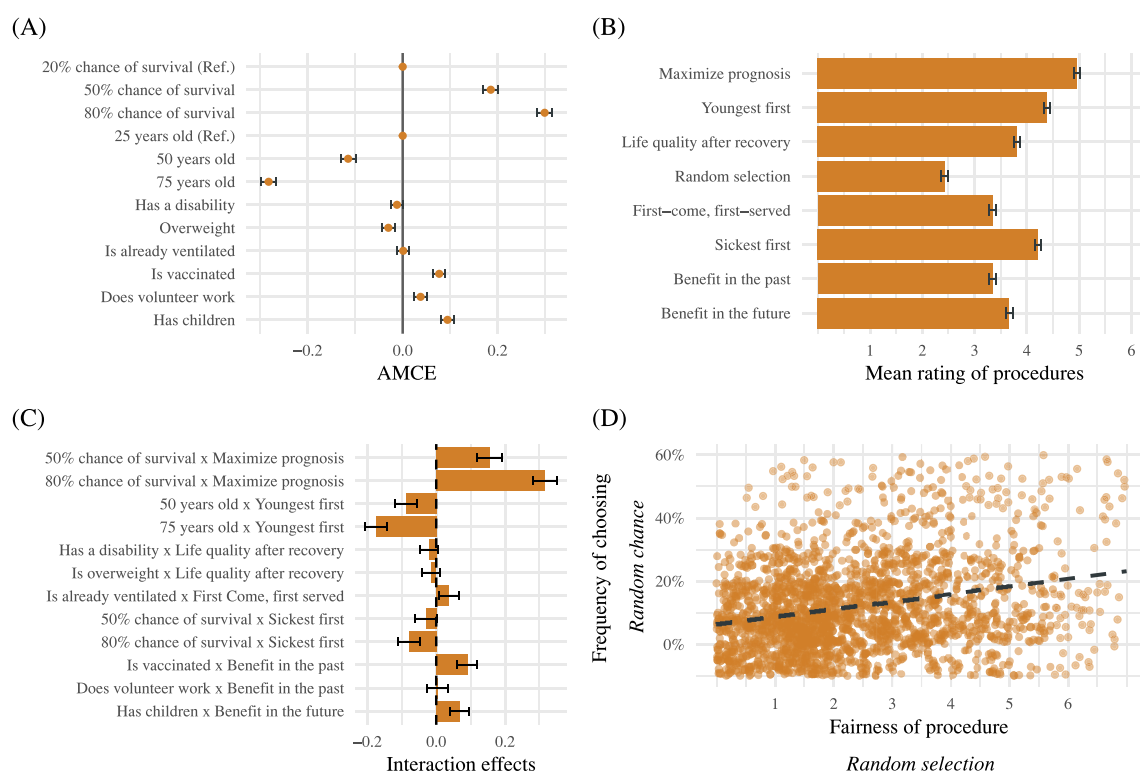 (A)
20% chance of survival (Ref.)
50% chance of survival
80% chance of survival
25 years old (Ref.)
50 years old
75 years old
Has a disability
Overweight
Is already ventilated
Is vaccinated
Does volunteer work
Has children
−0.2 0.0 0.2
AMCE
(B)
Maximize prognosis
Youngest first
Life quality after recovery
Random selection
First−come, first−served
Sickest first
Benefit in the past
Benefit in the future
1 2 3 4 5 6
Mean rating of procedures
(C)
50% chance of survival x Maximize prognosis
80% chance of survival x Maximize prognosis
50 years old x Youngest first
75 years old x Youngest first
Has a disability x Life quality after recovery
Is overweight x Life quality after recovery
Is already ventilated x First Come, first served
50% chance of survival x Sickest first
80% chance of survival x Sickest first
Is vaccinated x Benefit in the past
Does volunteer work x Benefit in the past
Has children x Benefit in the future
−0.2 0.0 0.2
Interaction effects
(D)
Frequency of choosing
Random chance
60%
40%
20%
0%
1 2 3 4 5 6
Fairness of procedure
Random selection